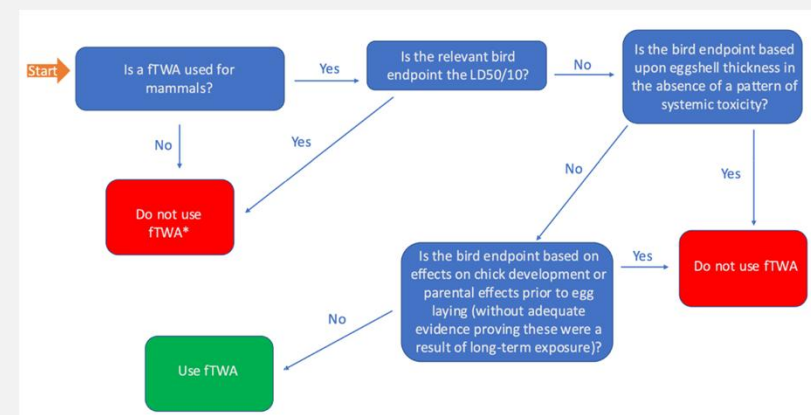 Start
Is a fTWA used for
mammals?
Yes
Is the relevant bird
endpoint the LD50/10?
No
Is the bird endpoint based
upon eggshell thickness in
the absence of a pattern of
systemic toxicity?
No
Yes
No
Yes
Do not use
fTWA*
Is the bird endpoint based on
effects on chick development or
parental effects prior to egg
laying (without adequate
evidence proving these were a
result of long-term exposure)?
Yes
Do not use fTWA
No
Use fTWA